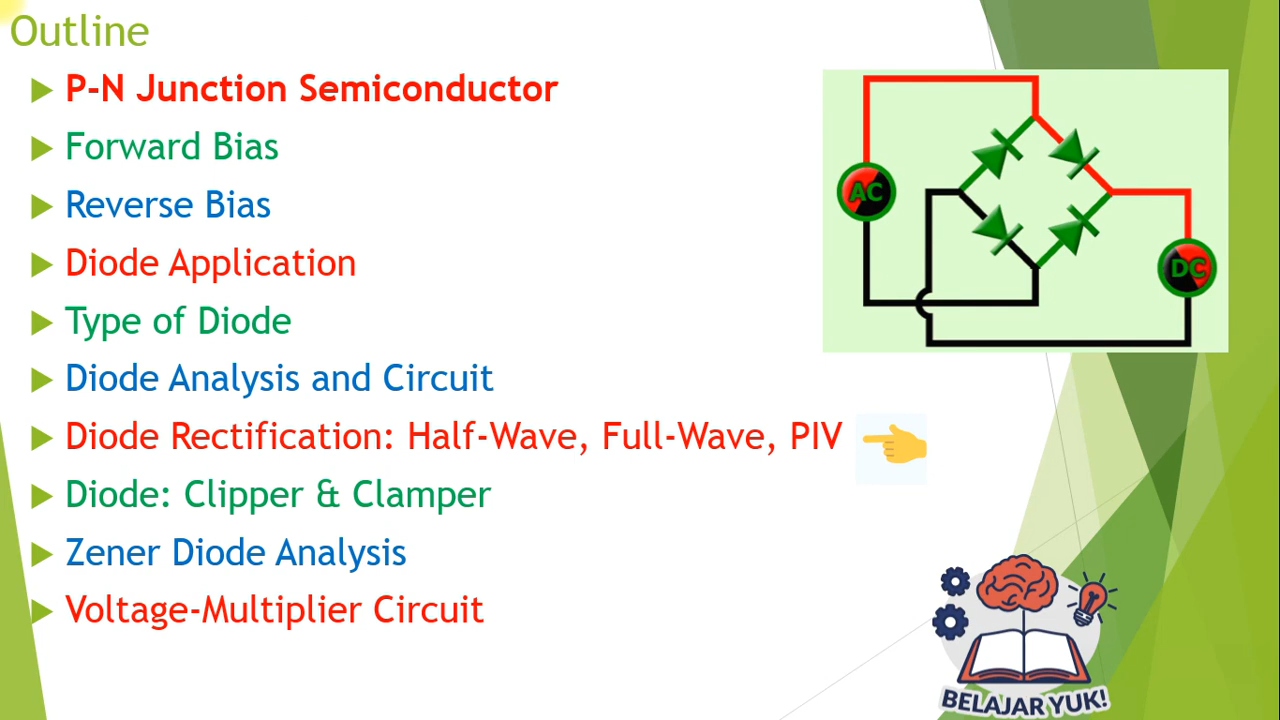 Outline
P-N Junction Semiconductor
Forward Bias
Reverse Bias
Diode Application
Type of Diode
Diode Analysis and Circuit
Diode Rectification: Half-Wave, Full-Wave, PIV
Diode: Clipper & Clamper
Zener Diode Analysis
Voltage-Multiplier Circuit
AC
DC
BELAJAR YUK!